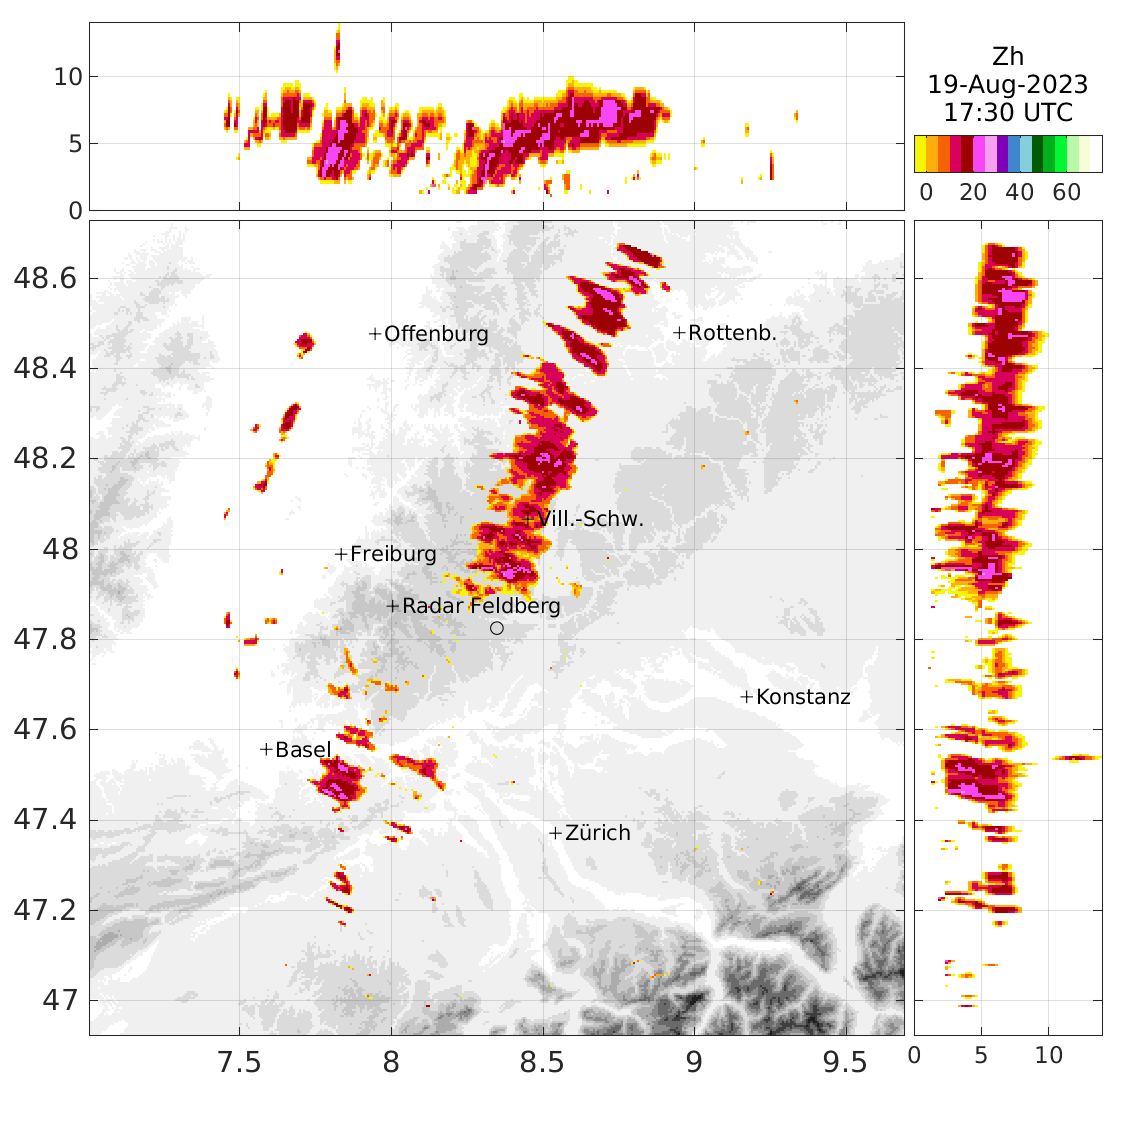 10
5
0
Zh
19-Aug-2023
17:30 UTC
0 20 40 60
48.6
48.4
48.2
48
47.8
47.6
47.4
47.2
47
+Offenburg
+Rottenb.
+Vill.-Schw.
+Freiburg
+Radar Feldberg
+Konstanz
+Basel
+Zürich
7.5 8 8.5 9 9.5
0 5 10